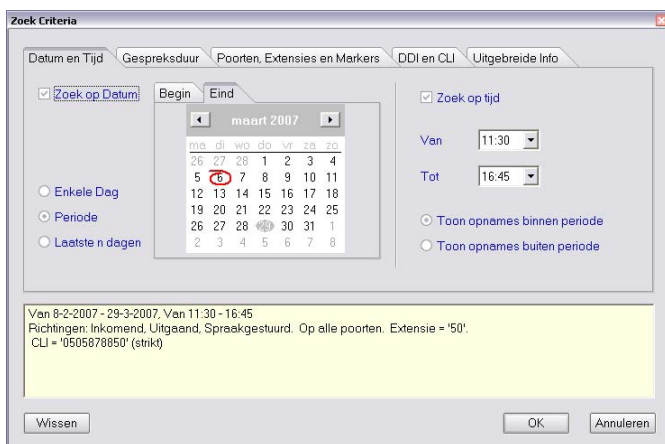 Zoek Criteria
Datum en Tijd Gespreksduur Poorten, Extensies en Markers DDI en CLI Uitgebreide Info
Zoek op Datum
Begin Eind
maart 2007
ma di wo do vr za zo
26 27 28 1 2 3 4
5 6 7 8 9 10 11
12 13 14 15 16 17 18
19 20 21 22 23 24 25
26 27 28 29 30 31 1
2 3 4 5 6 7 8
Enkele Dag
Periode
Laatste n dagen
Zoek op tijd
Van 11:30
Tot 16:45
Toon opnames binnen periode
Toon opnames buiten periode
Van 8-2-2007 - 29-3-2007, Van 11:30 - 16:45
Richtingen: Inkomend, Uitgaand, Spraakgestuurd. Op alle poorten. Extensie = '50'.
CLI = '0505878850' (strikt)
Wissen OK Annuleren